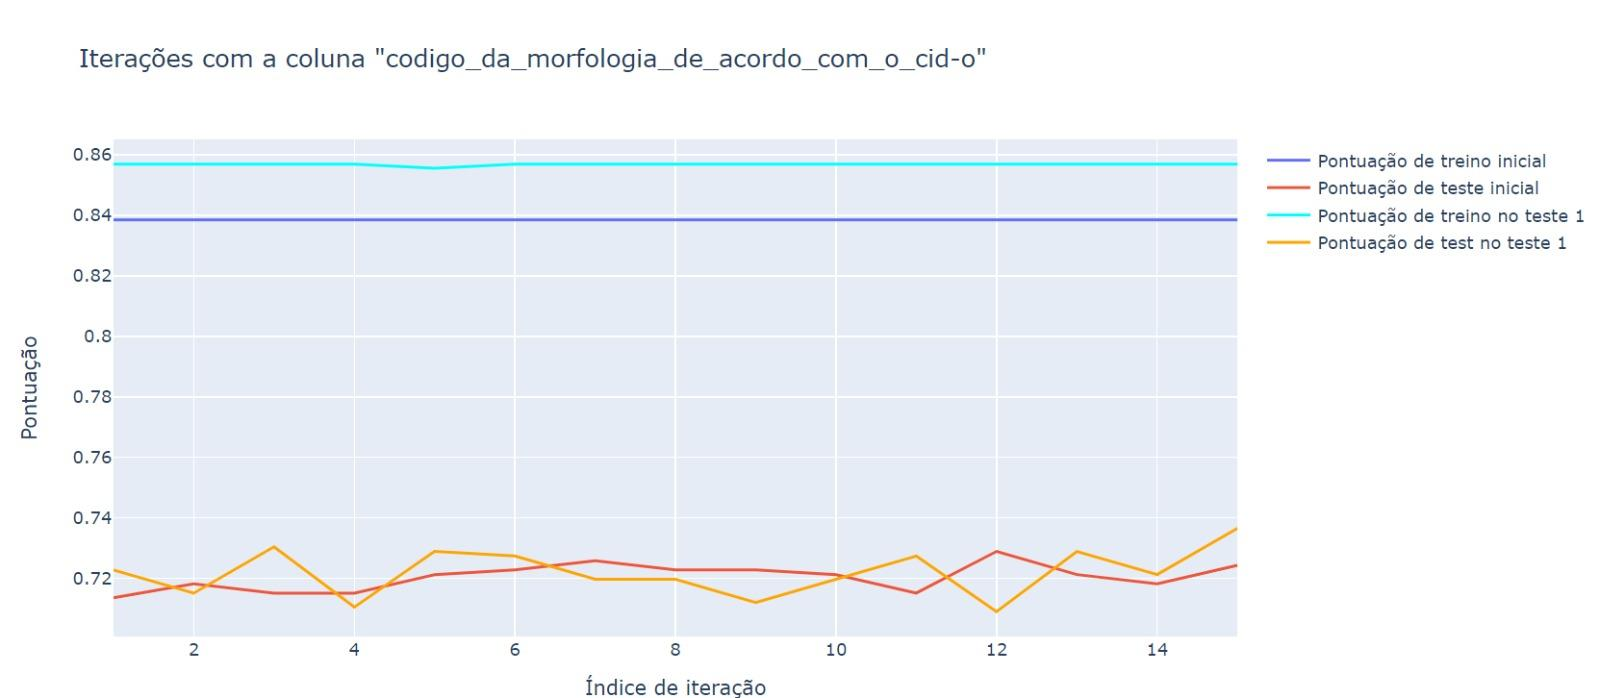 Iterações com a coluna "codigo_da_morfologia_de_acordo_com_o_cid-o"
0.86
0.84
0.82
0.8
0.78
0.76
0.74
0.72
Pontuação
2
4
6
8
10
12
14
Índice de iteração
Pontuação de treino inicial
Pontuação de teste inicial
Pontuação de treino no teste 1
Pontuação de test no teste 1